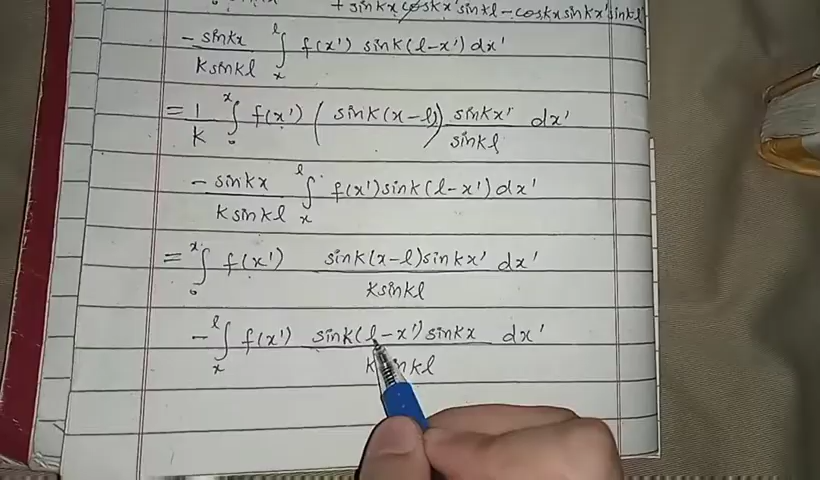 + sinkx coskx' sinkl - coskx sinkx' sinkl
- sinkx / ksinkl ∫ₓˡ f(x') sink(l-x') dx'
= 1/k ∫₀ˣ f(x') ( sink(x-l) ) sinkx' / sinkl dx'
- sinkx / ksinkl ∫ₓˡ f(x') sink(l-x') dx'
= ∫₀ˣ f(x') sink(x-l) sinkx' / ksinkl dx'
- ∫ₓˡ f(x') sink(l-x') sinkx / ksinkl dx'